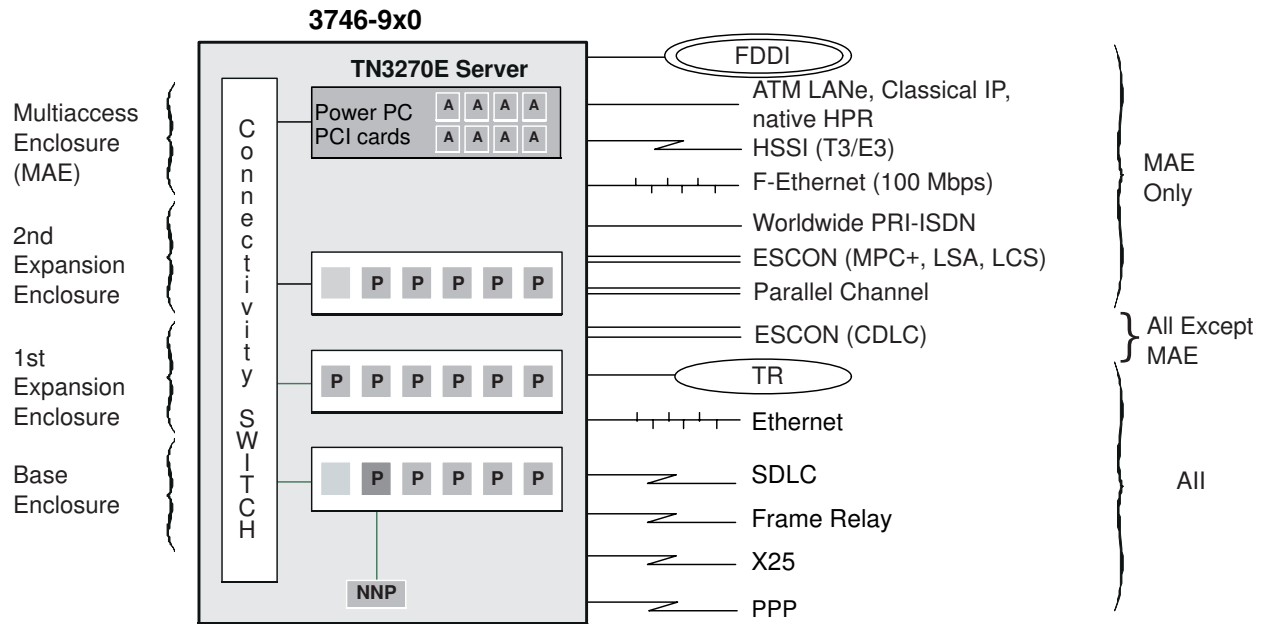 3746-9x0
TN3270E Server
Multiaccess
Enclosure
(MAE)
2nd
Expansion
Enclosure
1st
Expansion
Enclosure
Base
Enclosure
Connectivity SWITCH
Power PC
PCI cards
A A A A
A A A A
P P P P P
P P P P P P
P P P P P
NNP
FDDI
ATM LANe, Classical IP,
native HPR
HSSI (T3/E3)
F-Ethernet (100 Mbps)
Worldwide PRI-ISDN
ESCON (MPC+, LSA, LCS)
Parallel Channel
ESCON (CDLC)
TR
Ethernet
SDLC
Frame Relay
X25
PPP
MAE
Only
All Except
MAE
All